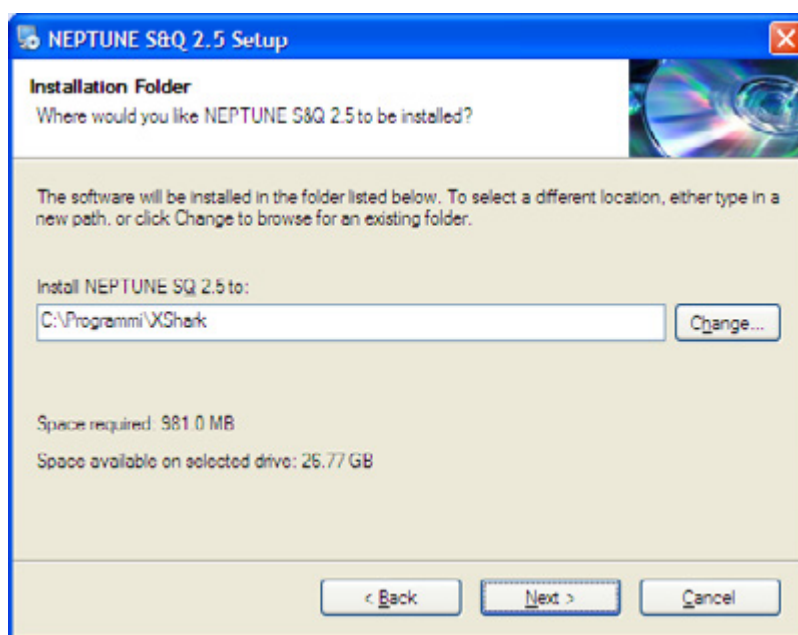 NEPTUNE S&Q 2.5 Setup
Installation Folder
Where would you like NEPTUNE S&Q 2.5 to be installed?
The software will be installed in the folder listed below. To select a different location, either type in a
new path, or click Change to browse for an existing folder.
Install NEPTUNE SQ 2.5 to:
C:\Programmi\XShark
Change...
Space required: 981.0 MB
Space available on selected drive: 26.77 GB
< Back
Next >
Cancel